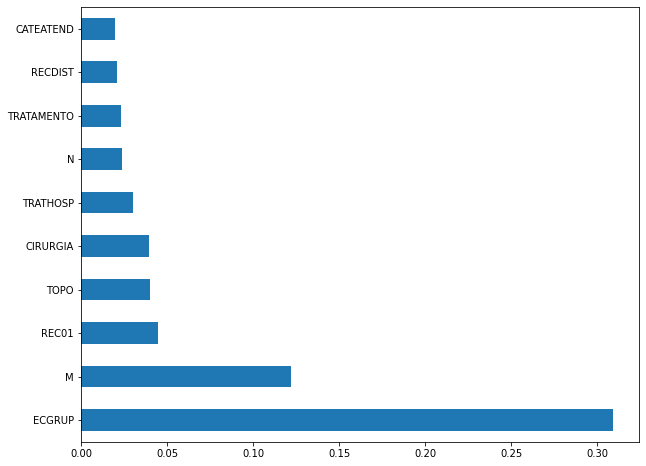 CATEATEND
RECDIST
TRATAMENTO
N
TRATHOSP
CIRURGIA
TOPO
REC01
M
ECGRUP
0.00 0.05 0.10 0.15 0.20 0.25 0.30